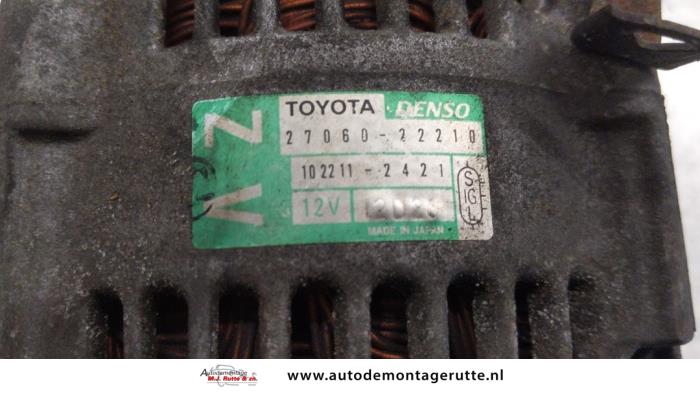 TOYOTA DENSO
27060-22210
102211-2421
12V
MADE IN JAPAN
S
IG
L
Autodemontage
M.J. Rutte & zn.
www.autodemontagerutte.nl